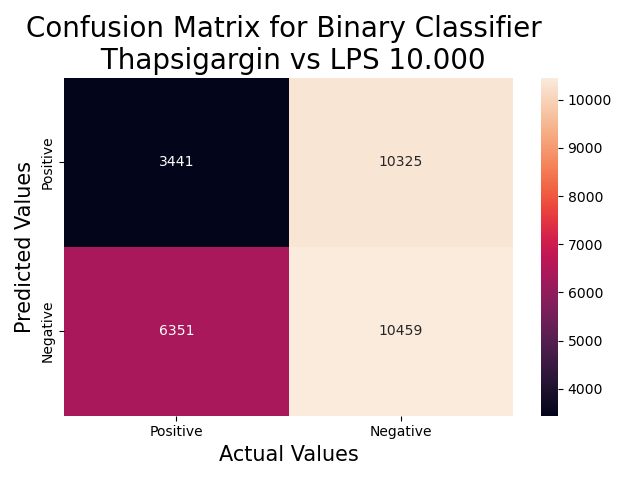 Confusion Matrix for Binary Classifier
Thapsigargin vs LPS 10.000
Predicted Values
Positive
Negative
3441
10325
6351
10459
Positive
Negative
Actual Values
10000
9000
8000
7000
6000
5000
4000